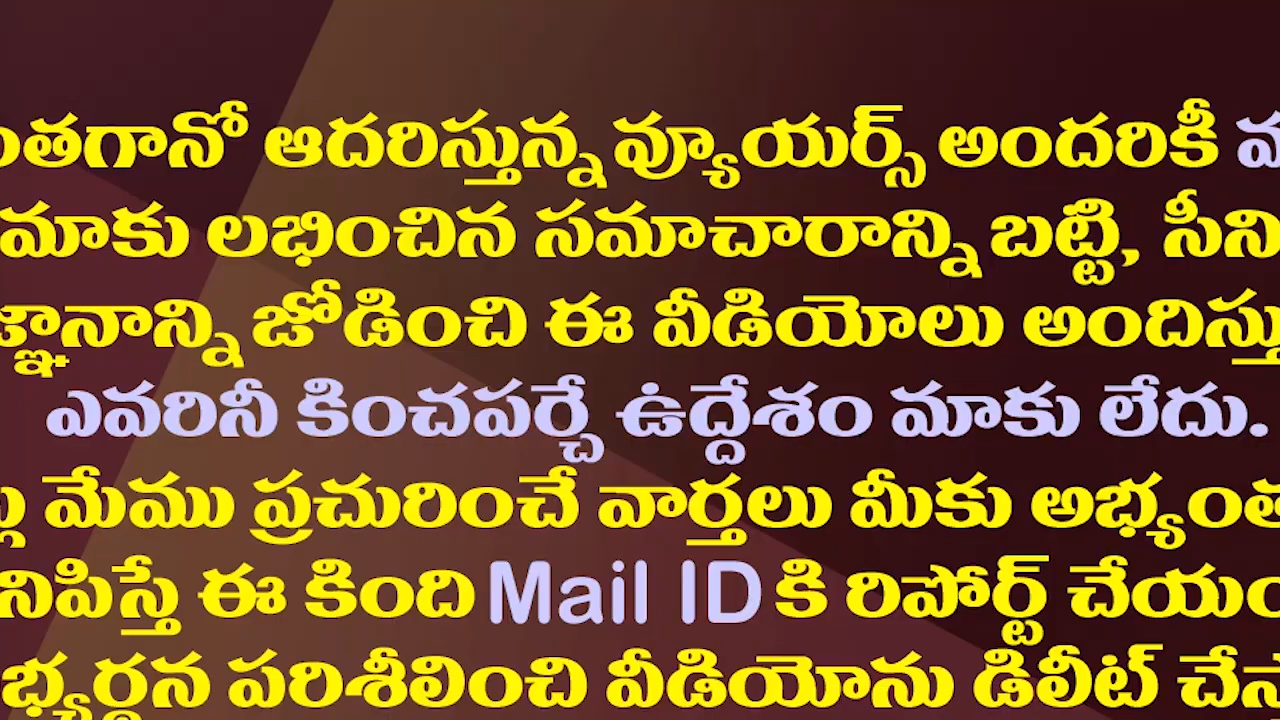 ంతగానో ఆదరిస్తున్న వ్యూయర్స్ అందరికీ
మాకు లభించిన సమాచారాన్ని బట్టి, సీని
జ్ఞానాన్ని జోడించి ఈ వీడియోలు అందిస్తు
ఎవరినీ కించపర్చే ఉద్దేశం మాకు లేదు.
మేము ప్రచురించే వార్తలు మీకు అభ్యంత
నిపిస్తే ఈ కింది Mail ID కి రిపోర్ట్ చేయం
భ్యర్థన పరిశీలించి వీడియోను డిలీట్ చేస